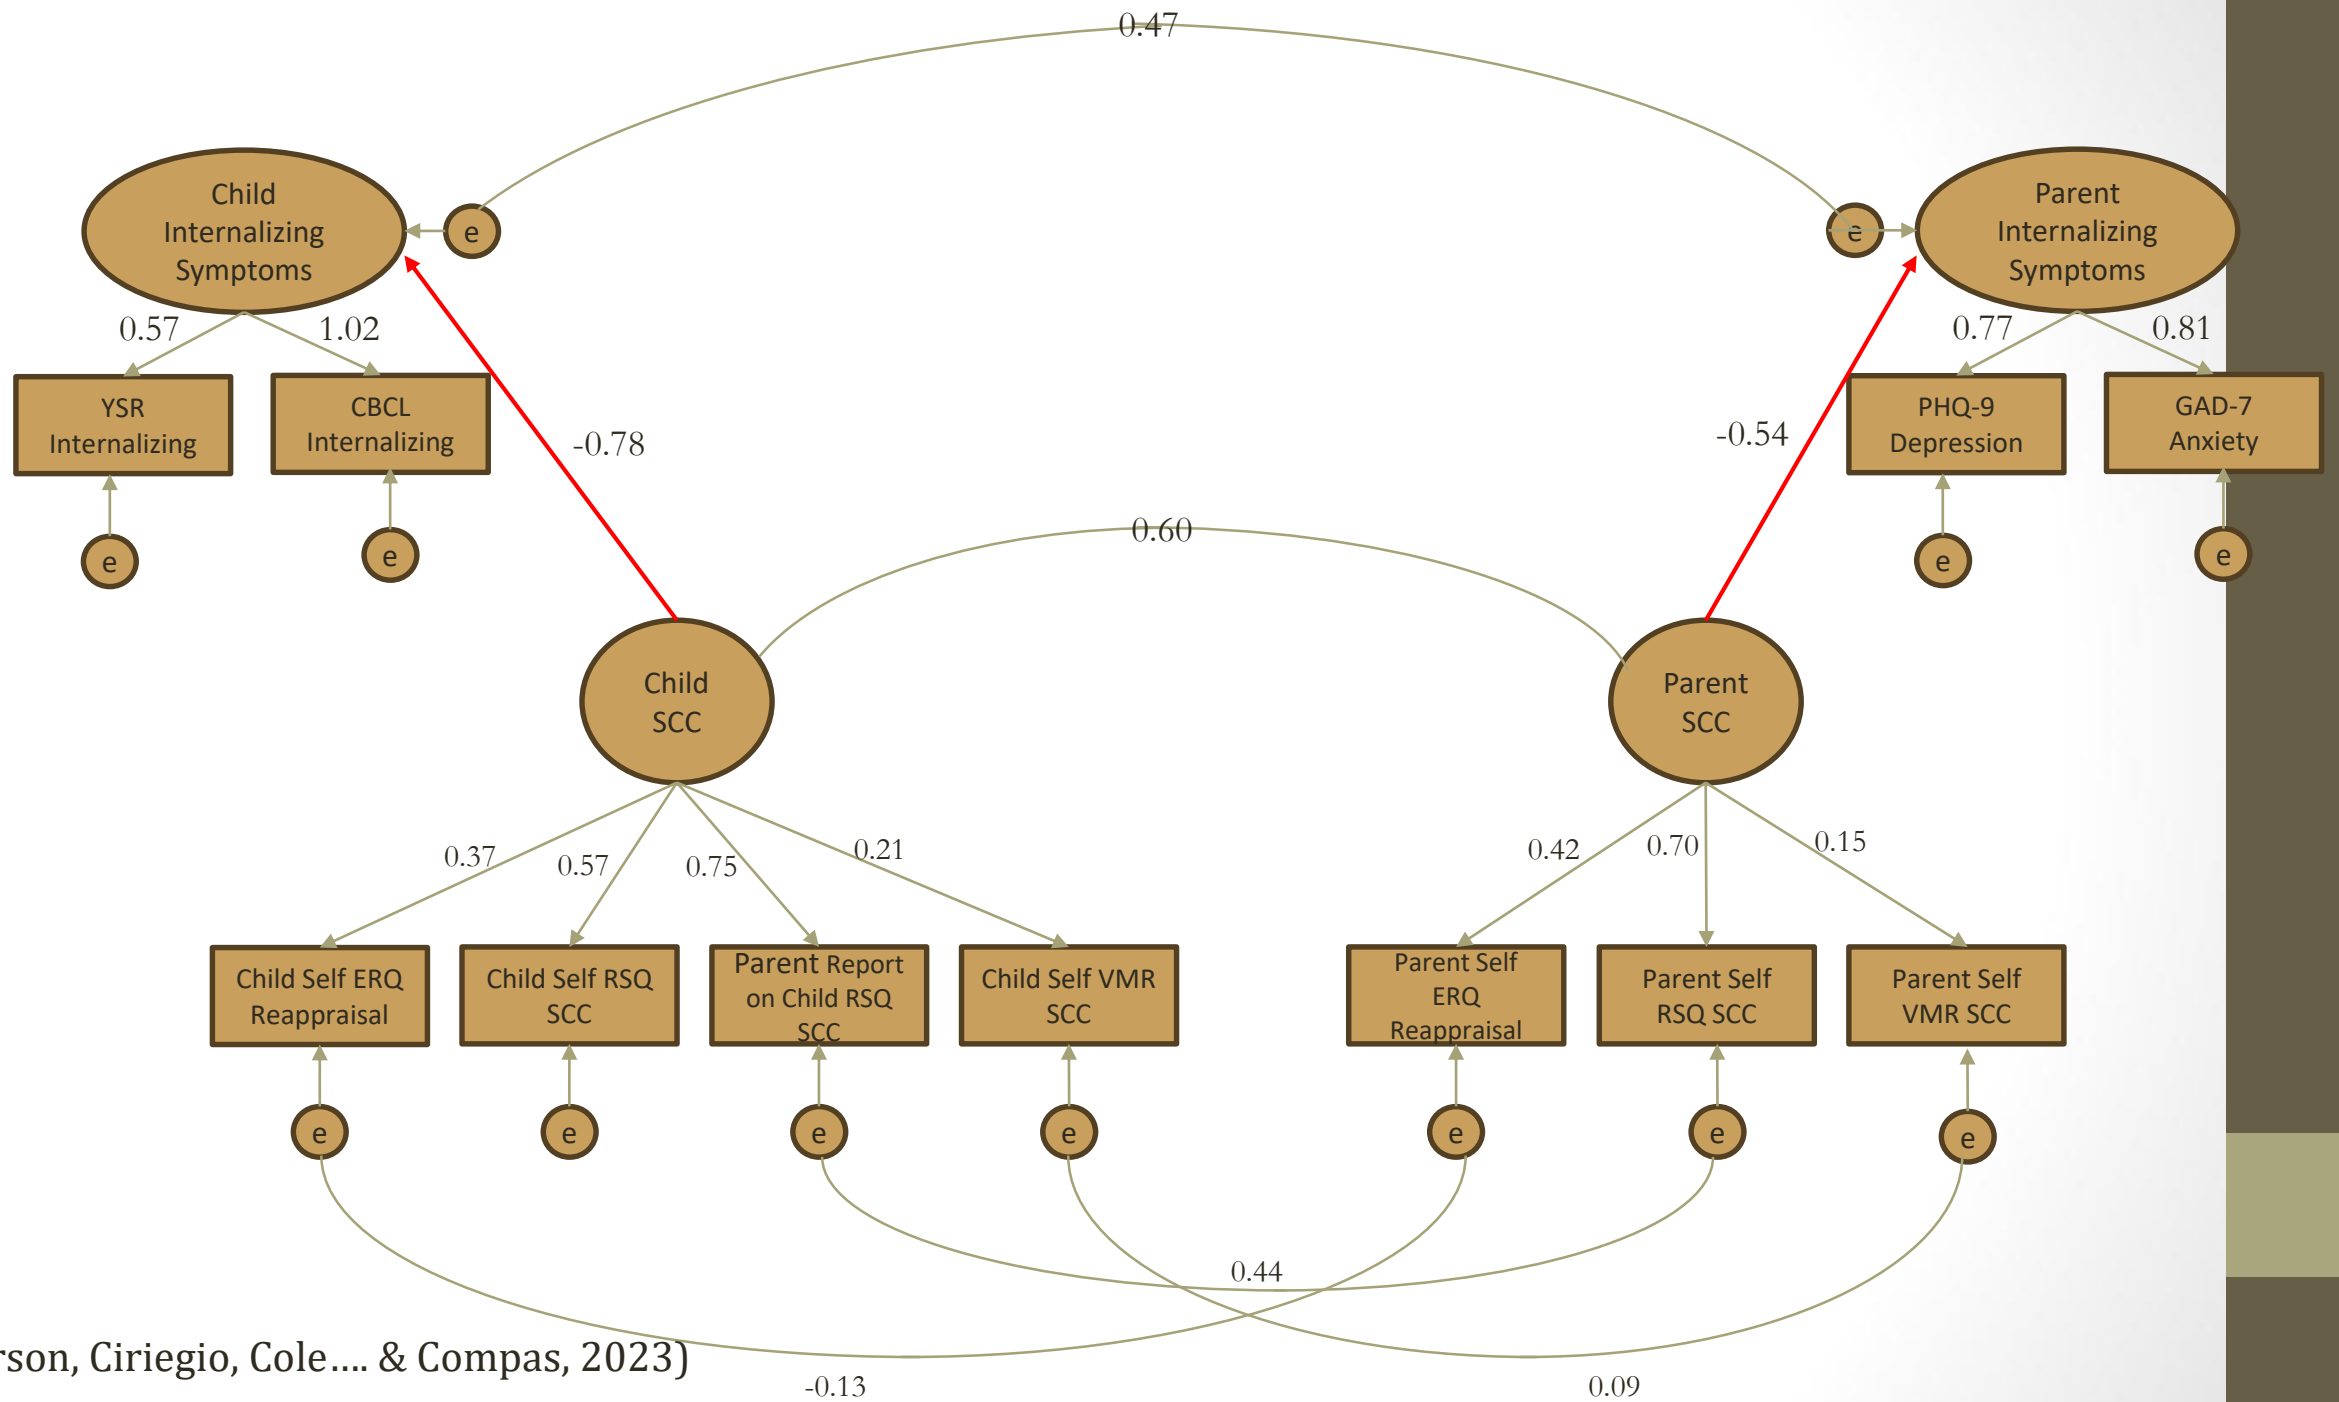 0.47
Child
Internalizing
Symptoms
e
e
Parent
Internalizing
Symptoms
0.57
1.02
0.77
0.81
YSR
Internalizing
CBCL
Internalizing
-0.78
-0.54
PHQ-9
Depression
GAD-7
Anxiety
0.60
e
e
e
e
Child
SCC
Parent
SCC
0.37
0.57
0.75
0.21
0.42
0.70
0.15
Child Self ERQ
Reappraisal
Child Self RSQ
SCC
Parent Report
on Child RSQ
SCC
Child Self VMR
SCC
Parent Self
ERQ
Reappraisal
Parent Self
RSQ SCC
Parent Self
VMR SCC
e
e
e
e
e
e
e
0.44
rson, Ciriegio, Cole.... & Compas, 2023)
-0.13
0.09